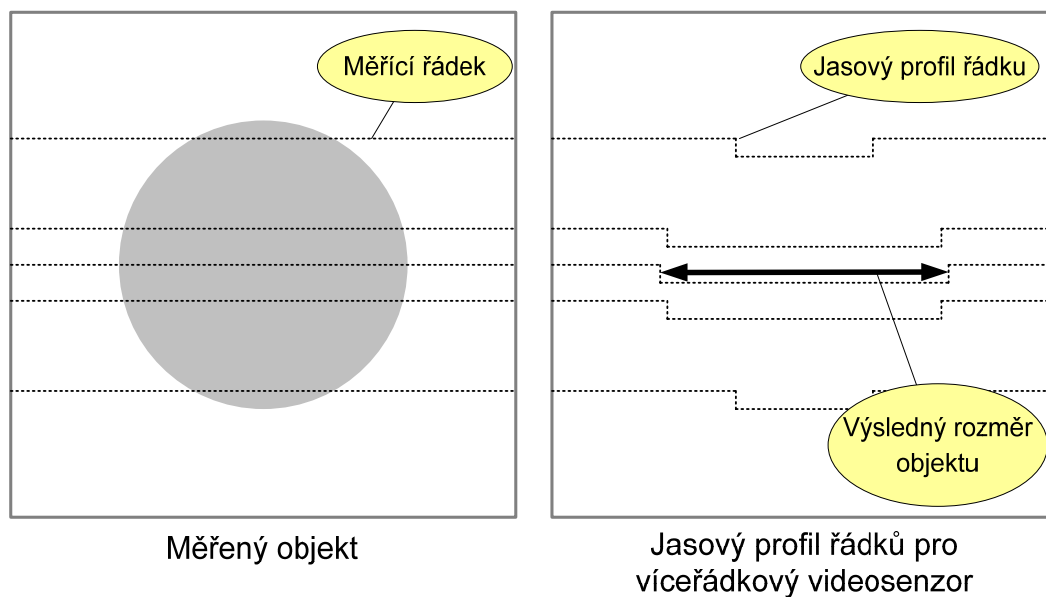 Měřící řádek
Jasový profil řádku
Výsledný rozměr
objektu
Měřený objekt
Jasový profil řádků pro
víceřádkový videosenzor